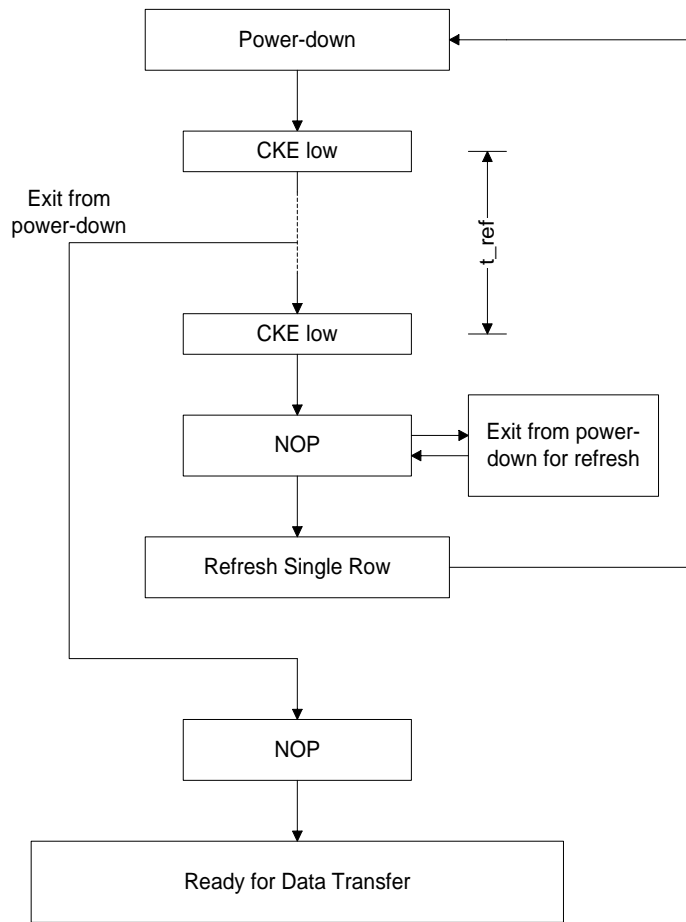 Power-down
CKE low
Exit from
power-down
t_ref
CKE low
NOP
Exit from power-
down for refresh
Refresh Single Row
NOP
Ready for Data Transfer